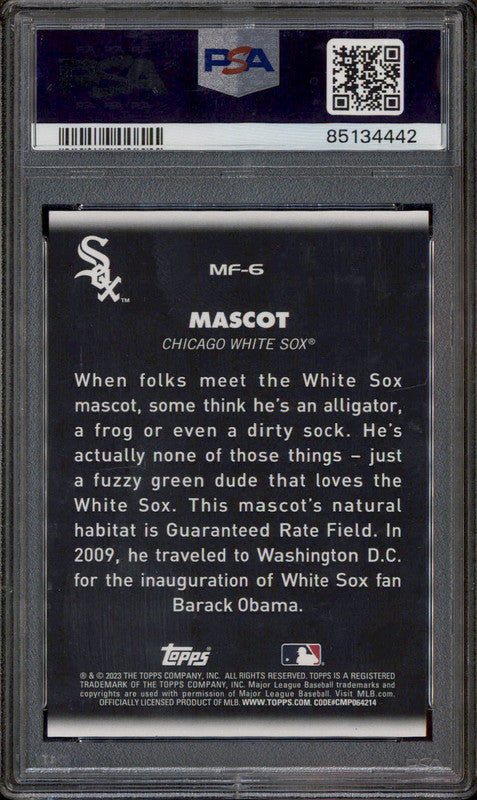 PSA
85134442
Sox
TM
MF-6
MASCOT
CHICAGO WHITE SOX®
When folks meet the White Sox
mascot, some think he's an alligator,
a frog or even a dirty sock. He's
actually none of those things – just
a fuzzy green dude that loves the
White Sox. This mascot's natural
habitat is Guaranteed Rate Field. In
2009, he traveled to Washington D.C.
for the inauguration of White Sox fan
Barack Obama.
Topps
® & © 2023 THE TOPPS COMPANY, INC. ALL RIGHTS RESERVED. TOPPS IS A REGISTERED
TRADEMARK OF THE TOPPS COMPANY, INC. Major League Baseball trademarks and
copyrights are used with permission of Major League Baseball. Visit MLB.com.
OFFICIALLY LICENSED PRODUCT OF MLB. WWW.TOPPS.COM. CODE#CMP064214